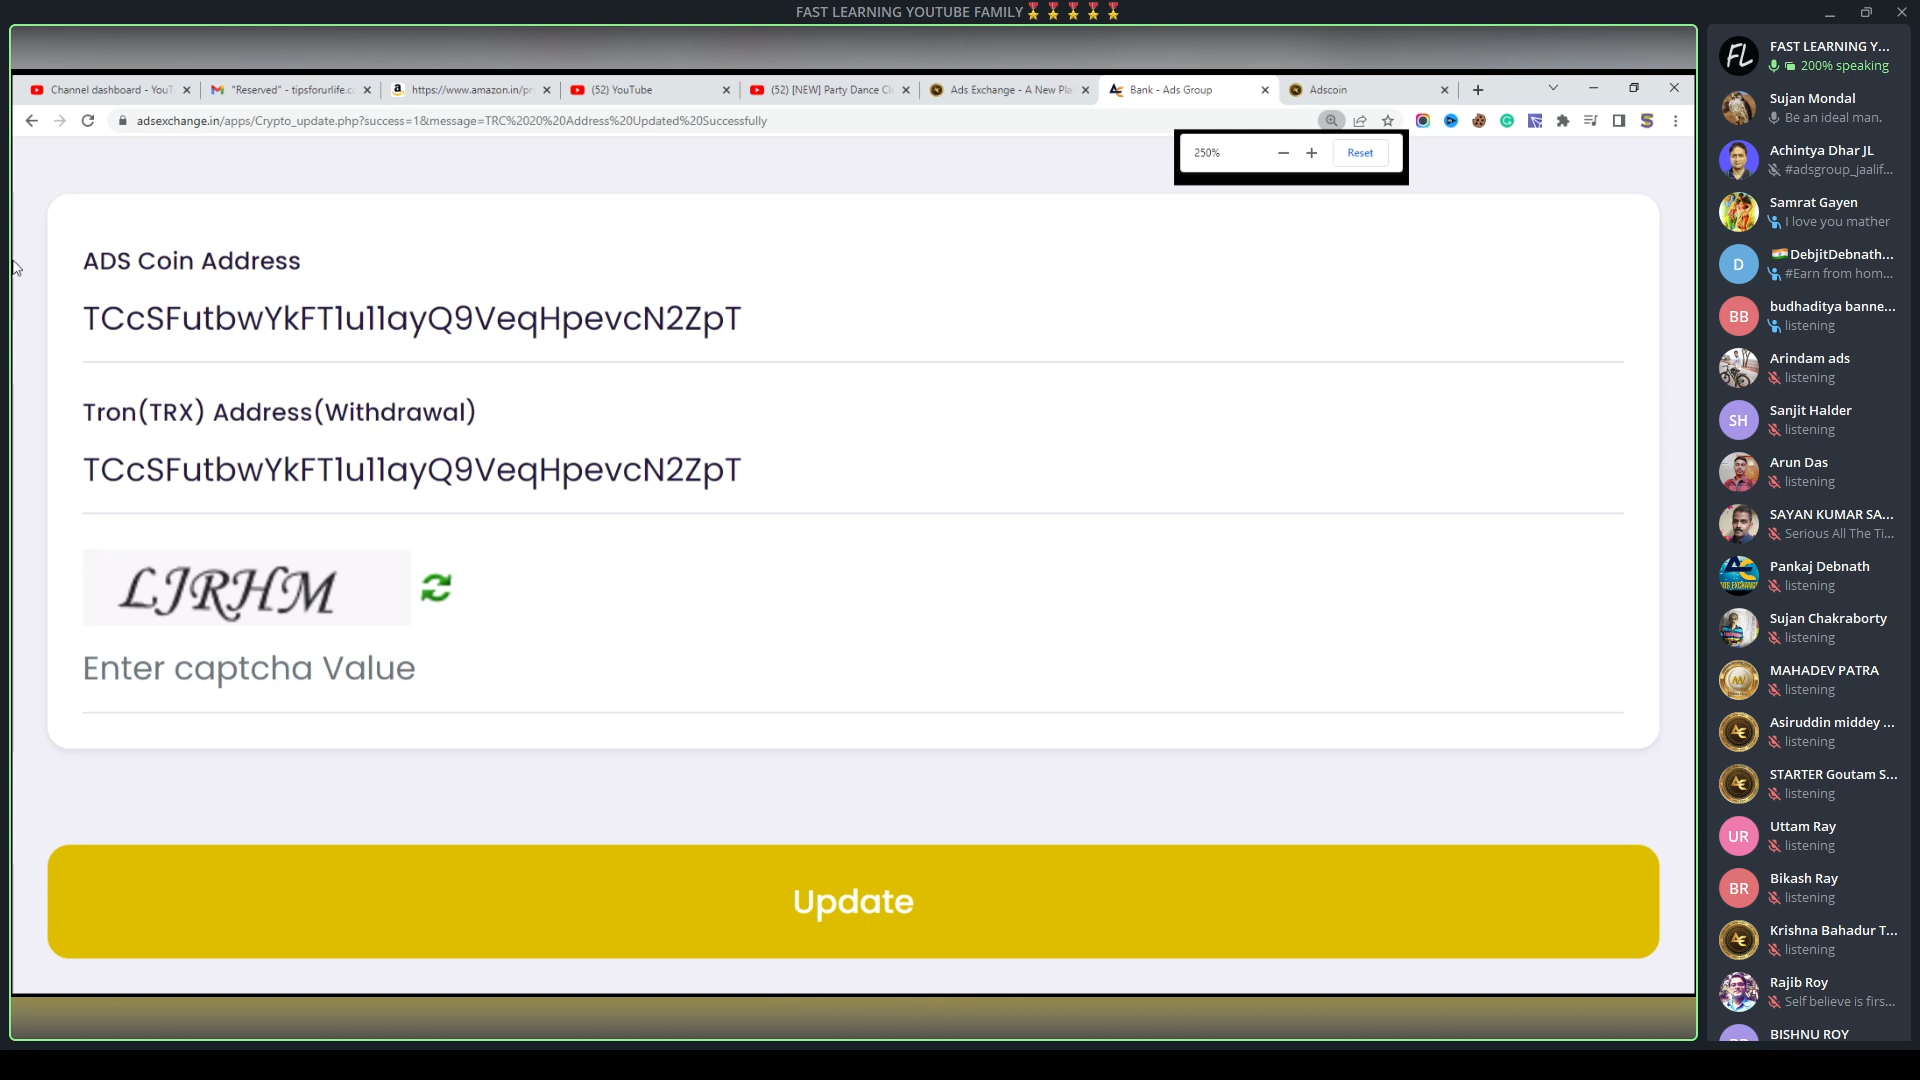 FAST LEARNING YOUTUBE FAMILY
Channel dashboard - YouT
"Reserved" - tipsforurlife.c
https://www.amazon.in/pr
(52) YouTube
(52) [NEW] Party Dance Cl
Ads Exchange - A New Pla
Bank - Ads Group
Adscoin
adsexchange.in/apps/Crypto_update.php?success=1&message=TRC%2020%20Address%20Updated%20Successfully
250%
Reset
ADS Coin Address
TCcSFutbwYkFT1u11ayQ9VeqHpevcN2ZpT
Tron(TRX) Address(Withdrawal)
TCcSFutbwYkFT1u11ayQ9VeqHpevcN2ZpT
LJRHM
Enter captcha Value
Update
FL
FAST LEARNING Y...
200% speaking
Sujan Mondal
Be an ideal man.
Achintya Dhar JL
#adsgroup_jaalif...
Samrat Gayen
I love you mather
D
DebjitDebnath...
#Earn from hom...
BB
budhaditya banne...
listening
Arindam ads
listening
SH
Sanjit Halder
listening
Arun Das
listening
SAYAN KUMAR SA...
Serious All The Ti...
Pankaj Debnath
listening
Sujan Chakraborty
listening
MAHADEV PATRA
listening
Asiruddin middey ...
listening
STARTER Goutam S...
listening
UR
Uttam Ray
listening
BR
Bikash Ray
listening
Krishna Bahadur T...
listening
Rajib Roy
Self believe is firs...
BISHNU ROY